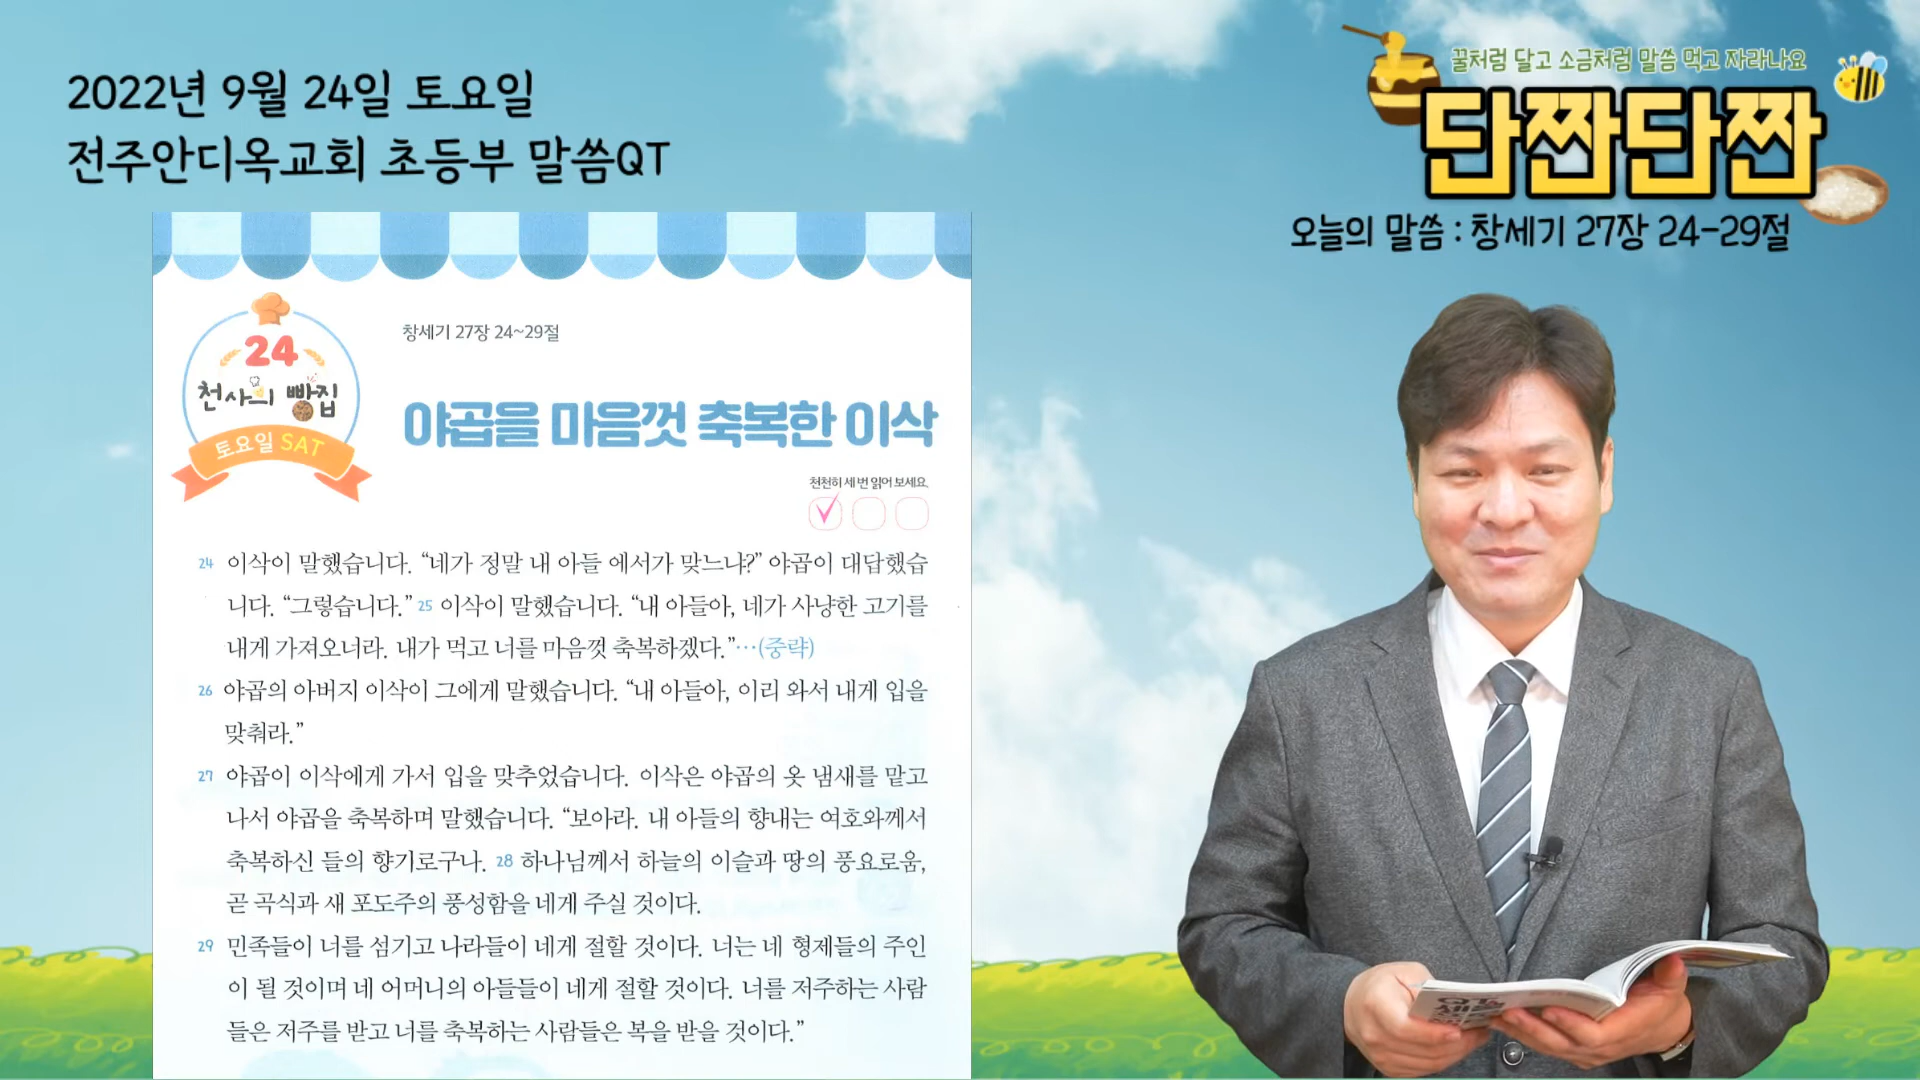 2022년 9월 24일 토요일
전주안디옥교회 초등부 말씀QT
꿀처럼 달고 소금처럼 말씀 먹고 자라나요
단짠단짠
오늘의 말씀 : 창세기 27장 24-29절
24
천사의 빵집
토요일 SAT
창세기 27장 24~29절
야곱을 마음껏 축복한 이삭
천천히 세 번 읽어 보세요.
24 이삭이 말했습니다. “네가 정말 내 아들 에서가 맞느냐?” 야곱이 대답했습
니다. “그렇습니다.” 25 이삭이 말했습니다. “내 아들아, 네가 사냥한 고기를
내게 가져오너라. 내가 먹고 너를 마음껏 축복하겠다.”…(중략)
26 야곱의 아버지 이삭이 그에게 말했습니다. “내 아들아, 이리 와서 내게 입을
맞춰라.”
27 야곱이 이삭에게 가서 입을 맞추었습니다. 이삭은 야곱의 옷 냄새를 맡고
나서 야곱을 축복하며 말했습니다. “보아라. 내 아들의 향내는 여호와께서
축복하신 들의 향기로구나. 28 하나님께서 하늘의 이슬과 땅의 풍요로움,
곧 곡식과 새 포도주의 풍성함을 네게 주실 것이다.
29 민족들이 너를 섬기고 나라들이 네게 절할 것이다. 너는 네 형제들의 주인
이 될 것이며 네 어머니의 아들들이 네게 절할 것이다. 너를 저주하는 사람
들은 저주를 받고 너를 축복하는 사람들은 복을 받을 것이다.”